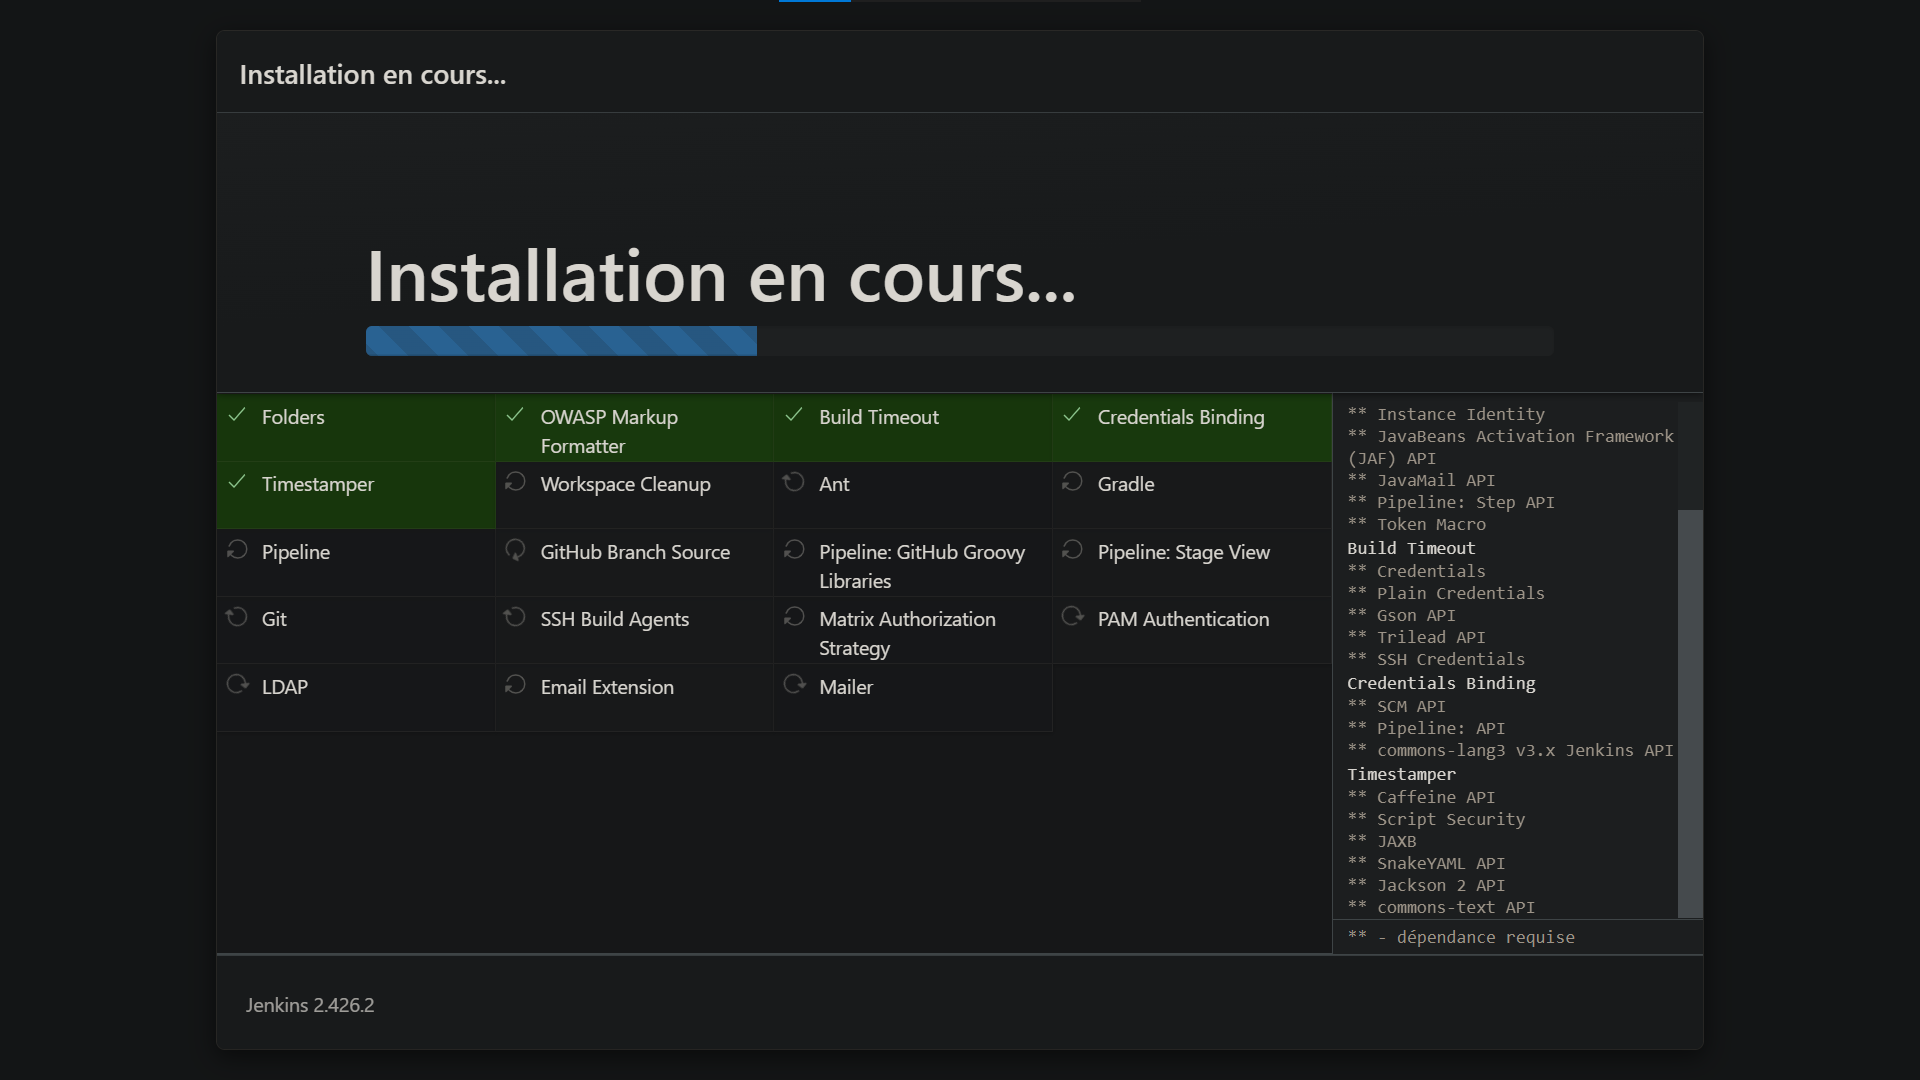 Installation en cours...
Installation en cours...
Folders
OWASP Markup
Formatter
Build Timeout
Credentials Binding
Timestamper
Workspace Cleanup
Ant
Gradle
Pipeline
GitHub Branch Source
Pipeline: GitHub Groovy
Libraries
Pipeline: Stage View
Git
SSH Build Agents
Matrix Authorization
Strategy
PAM Authentication
LDAP
Email Extension
Mailer
** Instance Identity
** JavaBeans Activation Framework
(JAF) API
** JavaMail API
** Pipeline: Step API
** Token Macro
Build Timeout
** Credentials
** Plain Credentials
** Gson API
** Trilead API
** SSH Credentials
Credentials Binding
** SCM API
** Pipeline: API
** commons-lang3 v3.x Jenkins API
Timestamper
** Caffeine API
** Script Security
** JAXB
** SnakeYAML API
** Jackson 2 API
** commons-text API
** - dépendance requise
Jenkins 2.426.2